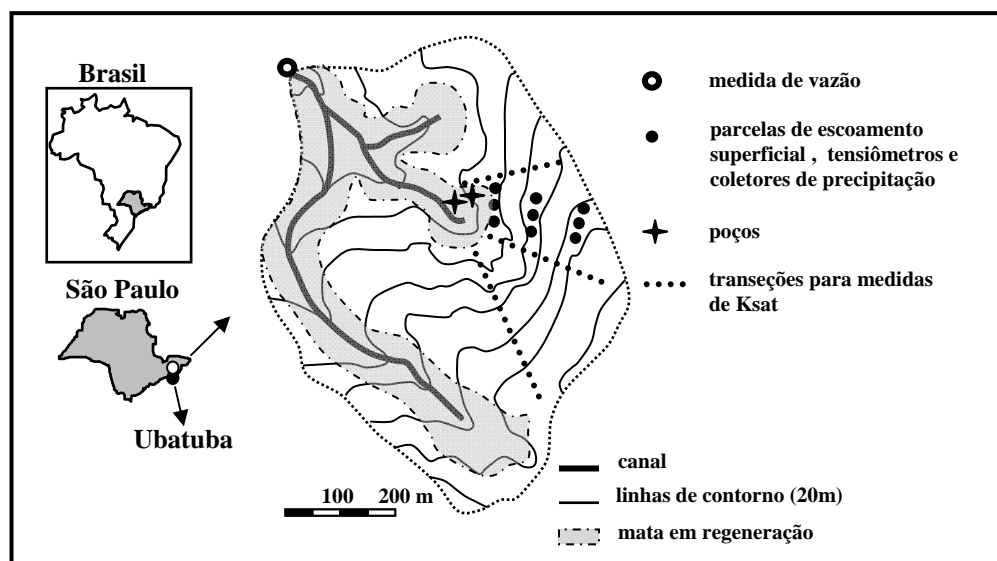 Brasil
São Paulo
Ubatuba
medida de vazão
parcelas de escoamento
superficial , tensiômetros e
coletores de precipitação
poços
transeções para medidas
de Ksat
100 200 m
canal
linhas de contorno (20m)
mata em regeneração